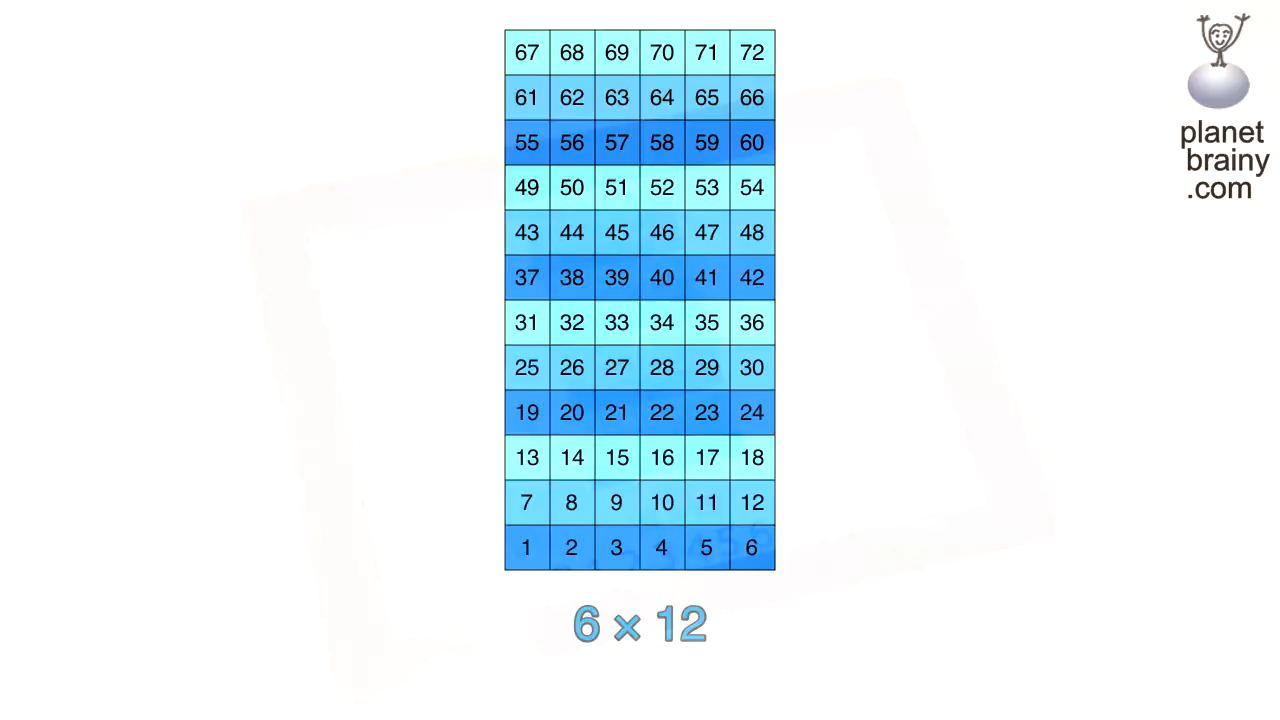 67 68 69 70 71 72
61 62 63 64 65 66
55 56 57 58 59 60
49 50 51 52 53 54
43 44 45 46 47 48
37 38 39 40 41 42
31 32 33 34 35 36
25 26 27 28 29 30
19 20 21 22 23 24
13 14 15 16 17 18
7 8 9 10 11 12
1 2 3 4 5 6
6 × 12
planet
brainy
.com